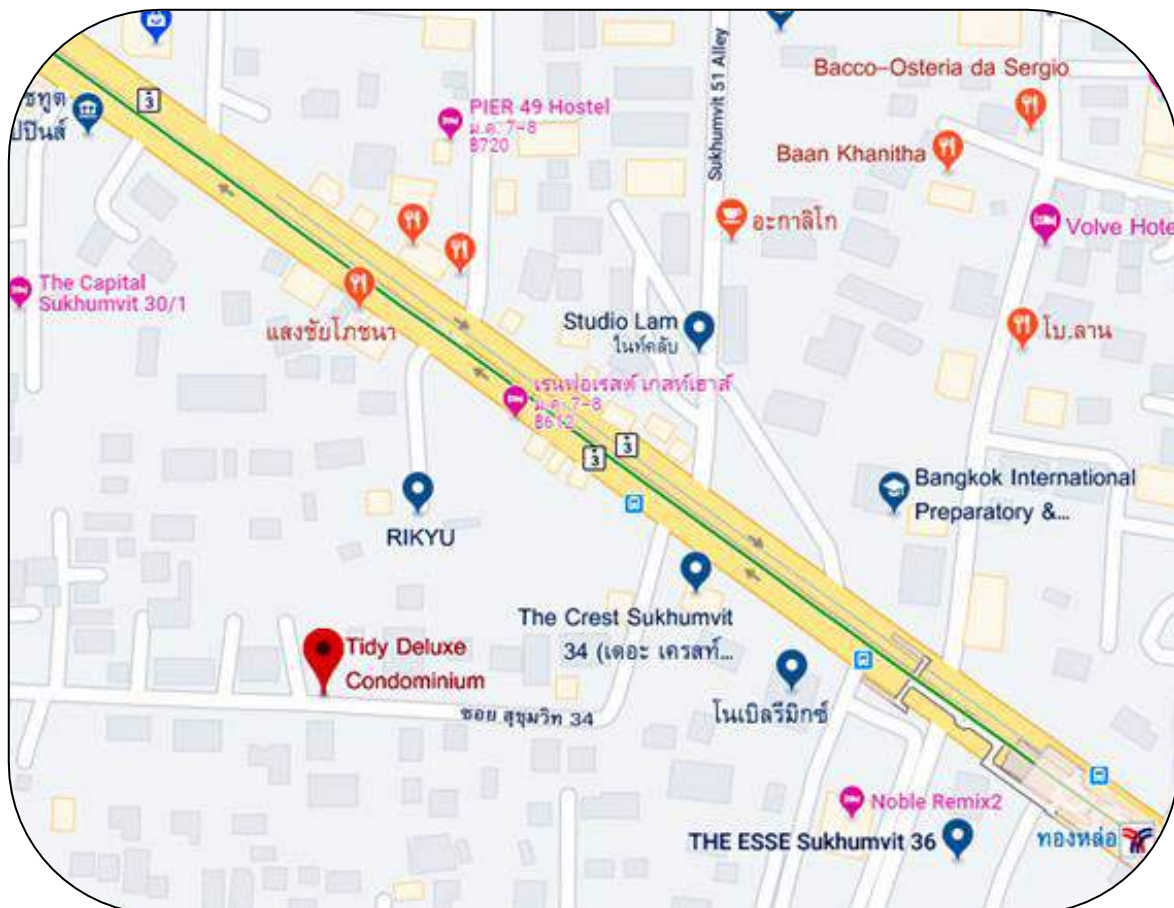 ชทูต
ปปินส์
3
PIER 49 Hostel
ม.ค. 7-8
฿720
Sukhumvit 51 Alley
Bacco-Osteria da Sergio
Baan Khanitha
อะกาลิโก
Volve Hote
The Capital
Sukhumvit 30/1
แสงชัยโภชนา
Studio Lam
ไนท์คลับ
โบ.ลาน
เรนฟอเรสต์ เกสท์เฮาส์
ม.ค. 7-8
฿612
3
3
Bangkok International
Preparatory &...
RIKYU
The Crest Sukhumvit
34 (เดอะ เครสท์...
Tidy Deluxe
Condominium
ซอย สุขุมวิท 34
โนเบิลรีมิกซ์
Noble Remix2
THE ESSE Sukhumvit 36
ทองหล่อ